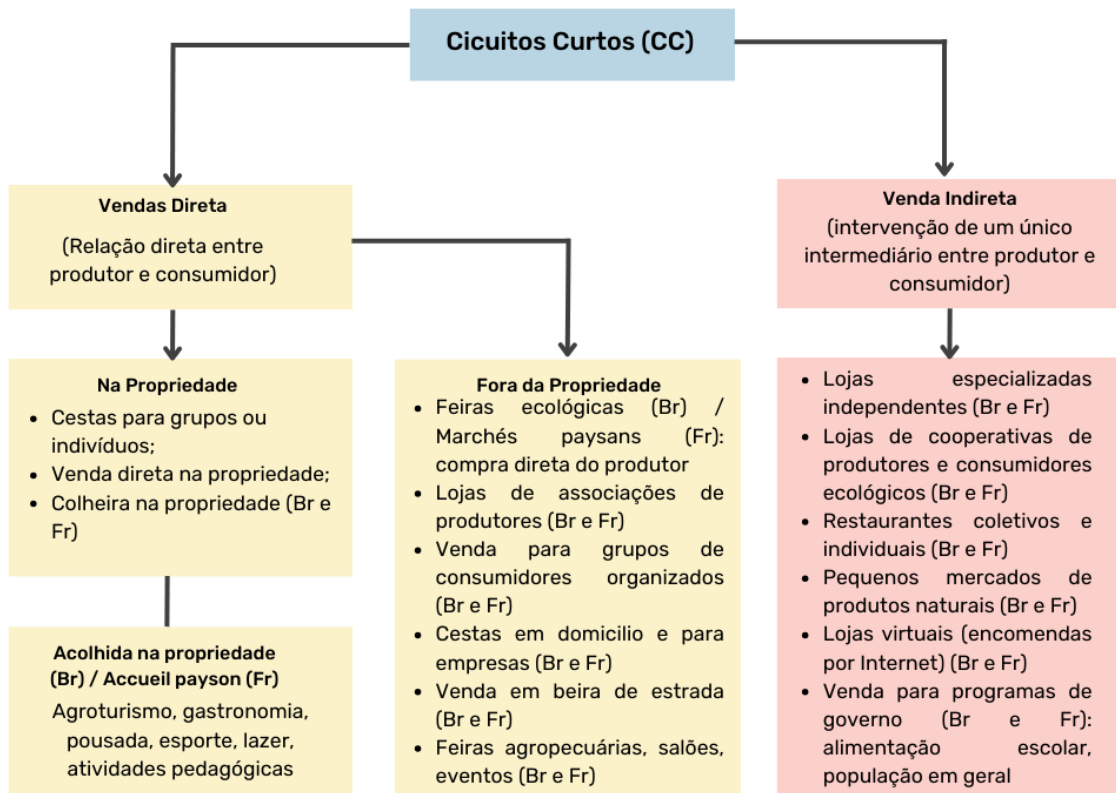 Cicuitos Curtos (CC)
Vendas Direta
(Relação direta entre
produtor e consumidor)
Venda Indireta
(intervenção de um único
intermediário entre produtor e
consumidor)
Na Propriedade
• Cestas para grupos ou
indivíduos;
• Venda direta na propriedade;
• Colheira na propriedade (Br e
Fr)
Acolhida na propriedade
(Br) / Accueil payson (Fr)
Agroturismo, gastronomia,
pousada, esporte, lazer,
atividades pedagógicas
Fora da Propriedade
• Feiras ecológicas (Br) /
Marchés paysans (Fr):
compra direta do produtor
• Lojas de associações de
produtores (Br e Fr)
• Venda para grupos de
consumidores organizados
(Br e Fr)
• Cestas em domicilio e para
empresas (Br e Fr)
• Venda em beira de estrada
(Br e Fr)
• Feiras agropecuárias, salões,
eventos (Br e Fr)
• Lojas especializadas
independentes (Br e Fr)
• Lojas de cooperativas de
produtores e consumidores
ecológicos (Br e Fr)
• Restaurantes coletivos e
individuais (Br e Fr)
• Pequenos mercados de
produtos naturais (Br e Fr)
• Lojas virtuais (encomendas
por Internet) (Br e Fr)
• Venda para programas de
governo (Br e Fr):
alimentação escolar,
população em geral